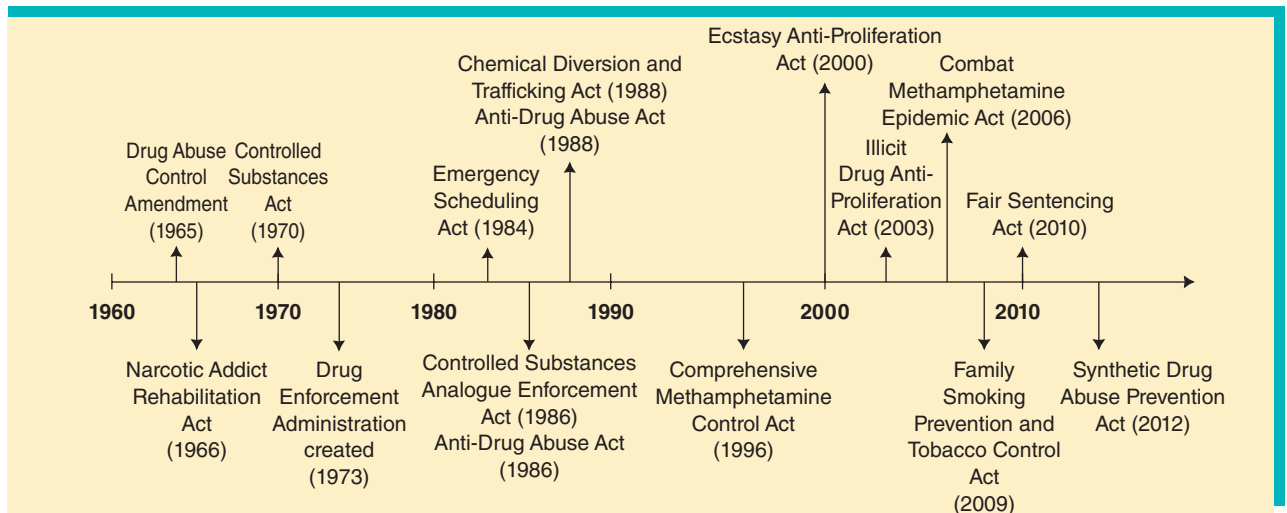 Ecstasy Anti-Proliferation
Act (2000)
Chemical Diversion and
Trafficking Act (1988)
Anti-Drug Abuse Act
(1988)
Combat
Methamphetamine
Epidemic Act (2006)
Drug Abuse
Control
Amendment
(1965)
Controlled
Substances
Act
(1970)
Emergency
Scheduling
Act (1984)
Illicit
Drug Anti-
Proliferation
Act (2003)
Fair Sentencing
Act (2010)
1960
1970
1980
1990
2000
2010
Narcotic Addict
Rehabilitation
Act
(1966)
Drug
Enforcement
Administration
created
(1973)
Controlled Substances
Analogue Enforcement
Act (1986)
Anti-Drug Abuse Act
(1986)
Comprehensive
Methamphetamine
Control Act
(1996)
Family
Smoking
Prevention and
Tobacco Control
Act
(2009)
Synthetic Drug
Abuse Prevention
Act (2012)